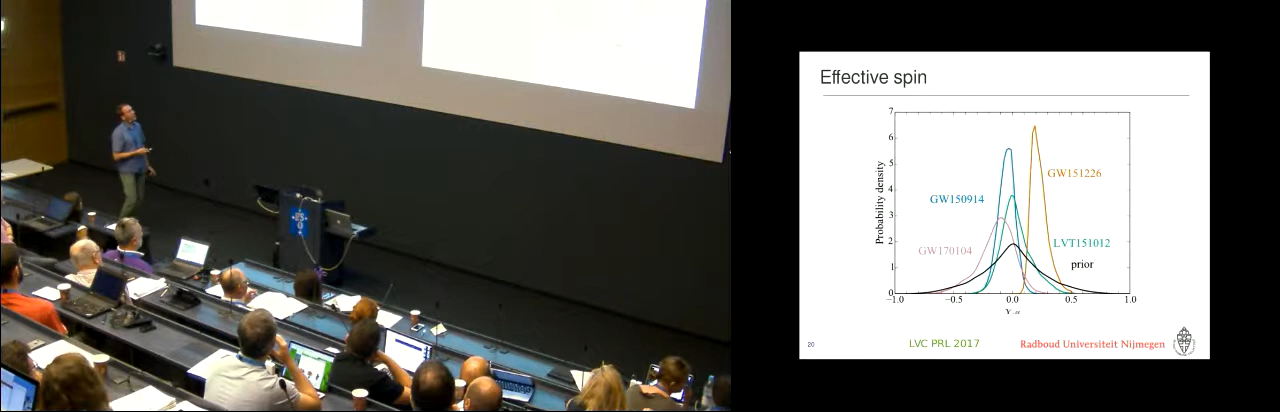 Effective spin
Probability density
7
6
5
4
3
2
1
0
−1.0
−0.5
0.0
0.5
1.0
GW150914
GW151226
GW170104
LVT151012
prior
20
LVC PRL 2017
Radboud Universiteit Nijmegen